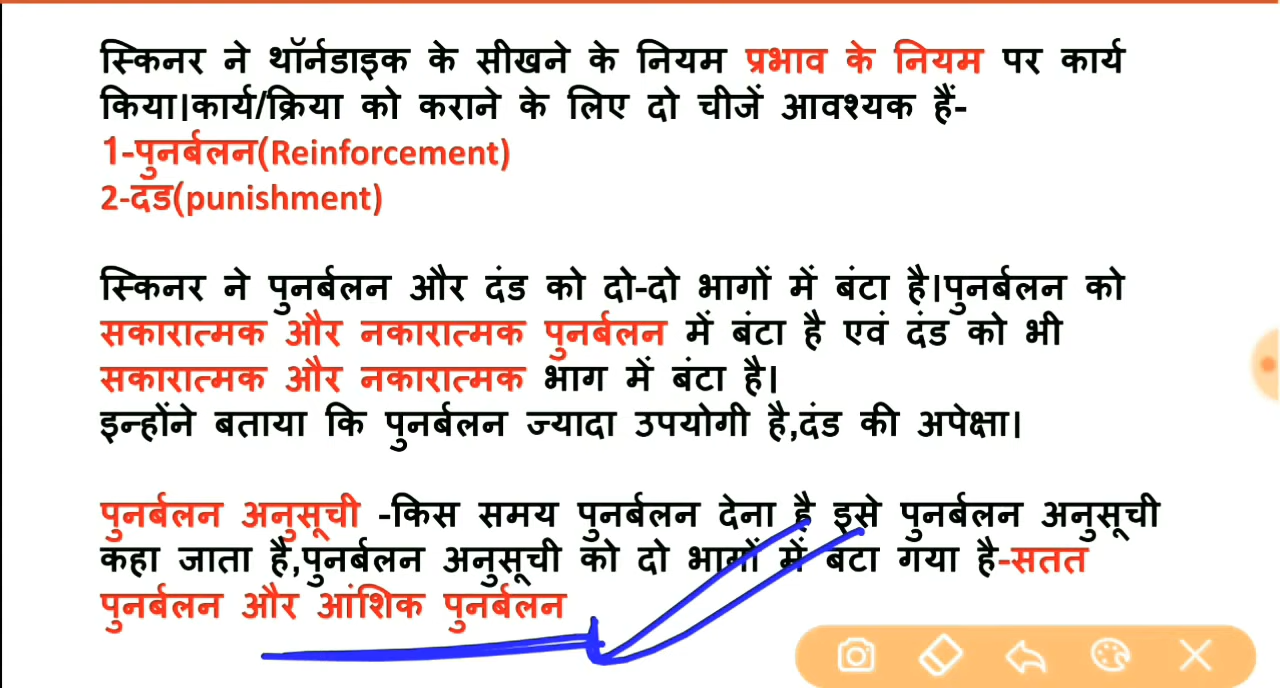 स्किनर ने थॉर्नडाइक के सीखने के नियम प्रभाव के नियम पर कार्य
किया।कार्य/क्रिया को कराने के लिए दो चीजें आवश्यक हैं-
1-पुनर्बलन(Reinforcement)
2-दंड(punishment)
स्किनर ने पुनर्बलन और दंड को दो-दो भागों में बंटा है।पुनर्बलन को
सकारात्मक और नकारात्मक पुनर्बलन में बंटा है एवं दंड को भी
सकारात्मक और नकारात्मक भाग में बंटा है।
इन्होंने बताया कि पुनर्बलन ज्यादा उपयोगी है,दंड की अपेक्षा।
पुनर्बलन अनुसूची -किस समय पुनर्बलन देना है इसे पुनर्बलन अनुसूची
कहा जाता है,पुनर्बलन अनुसूची को दो भागों में बंटा गया है-सतत
पुनर्बलन और आंशिक पुनर्बलन